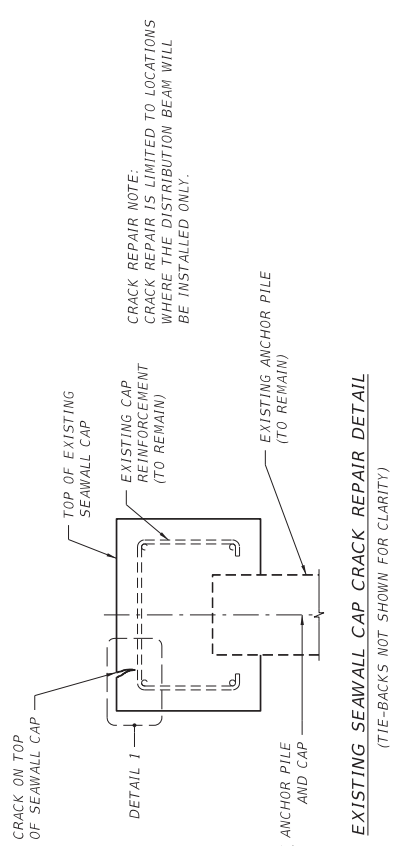 CRACK ON TOP
OF SEAWALL CAP
TOP OF EXISTING
SEAWALL CAP
CRACK REPAIR NOTE:
CRACK REPAIR IS LIMITED TO LOCATIONS
WHERE THE DISTRIBUTION BEAM WILL
BE INSTALLED ONLY.
EXISTING CAP
REINFORCEMENT
(TO REMAIN)
DETAIL 1
EXISTING ANCHOR PILE
(TO REMAIN)
ANCHOR PILE
AND CAP
EXISTING SEAWALL CAP CRACK REPAIR DETAIL
(TIE-BACKS NOT SHOWN FOR CLARITY)